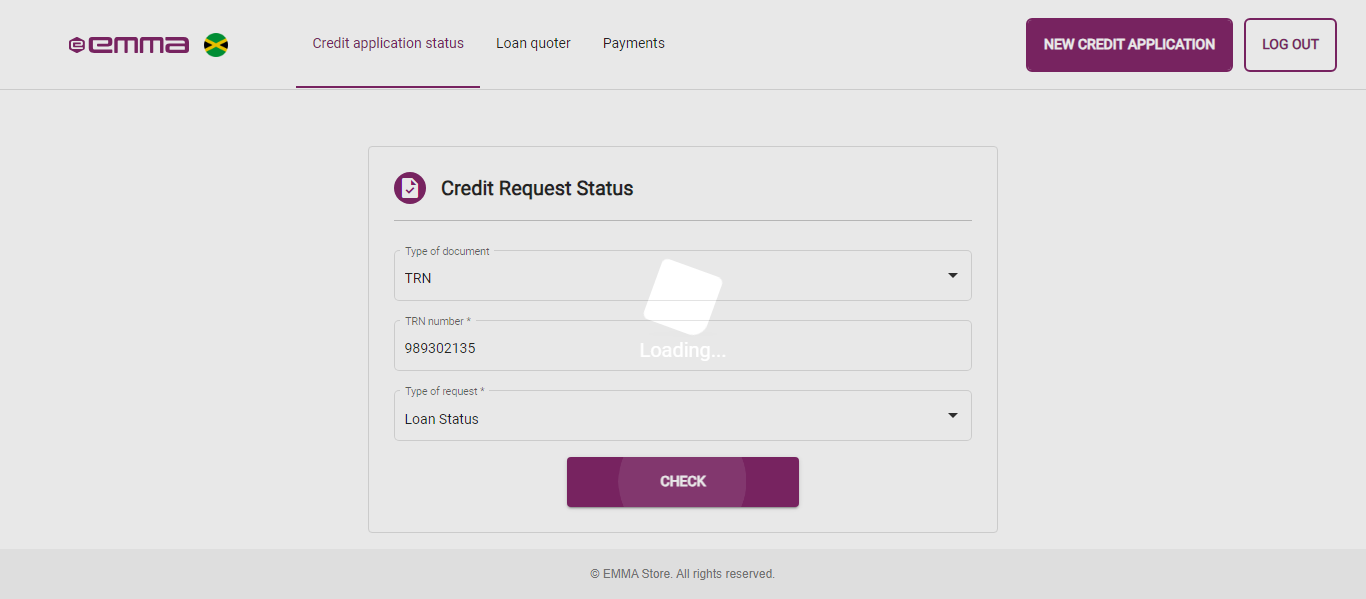 emma
Credit application status
Loan quoter
Payments
NEW CREDIT APPLICATION
LOG OUT
Credit Request Status
Type of document
TRN
TRN number *
989302135
Loading...
Type of request *
Loan Status
CHECK
© EMMA Store. All rights reserved.